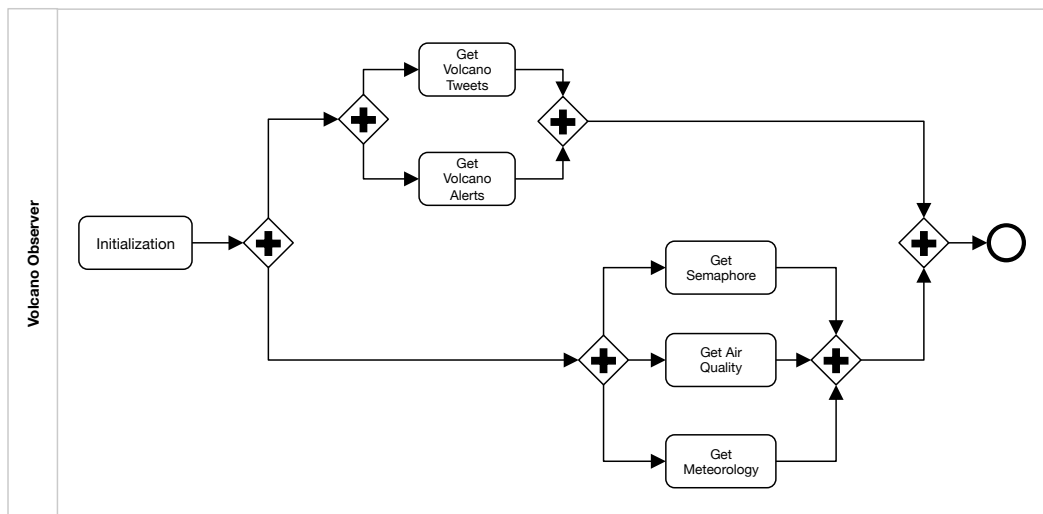 Volcano Observer
Initialization
Get
Volcano
Tweets
Get
Volcano
Alerts
Get
Semaphore
Get Air
Quality
Get
Meteorology